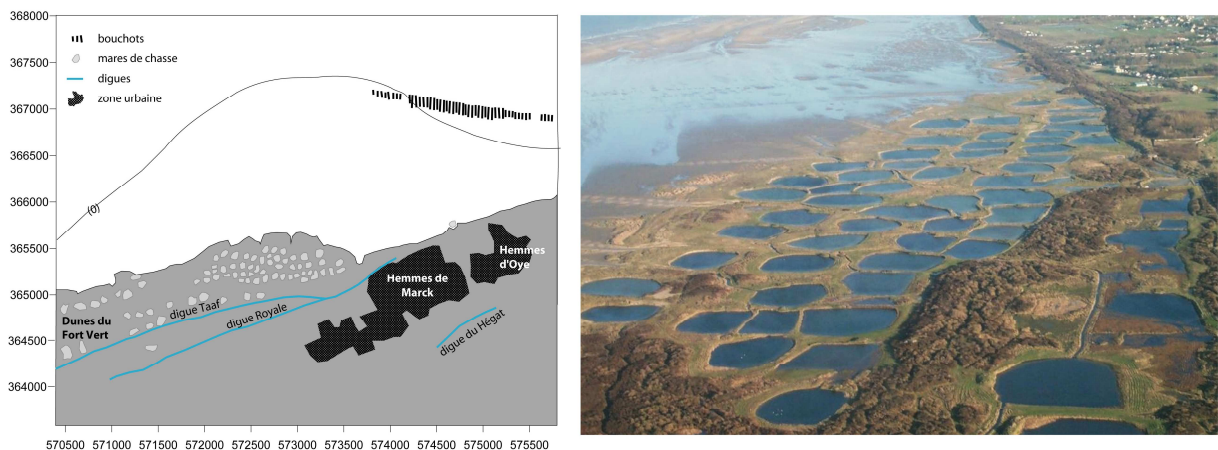 368000
367500
367000
366500
366000
365500
365000
364500
364000
bouchots
mares de chasse
digues
zone urbaine
(0)
Hemmes
d'Oye
Hemmes de
Marck
digue Taaf
digue Royale
Dunes du
Fort Vert
digue du Hégat
570500 571000 571500 572000 572500 573000 573500 574000 574500 575000 575500